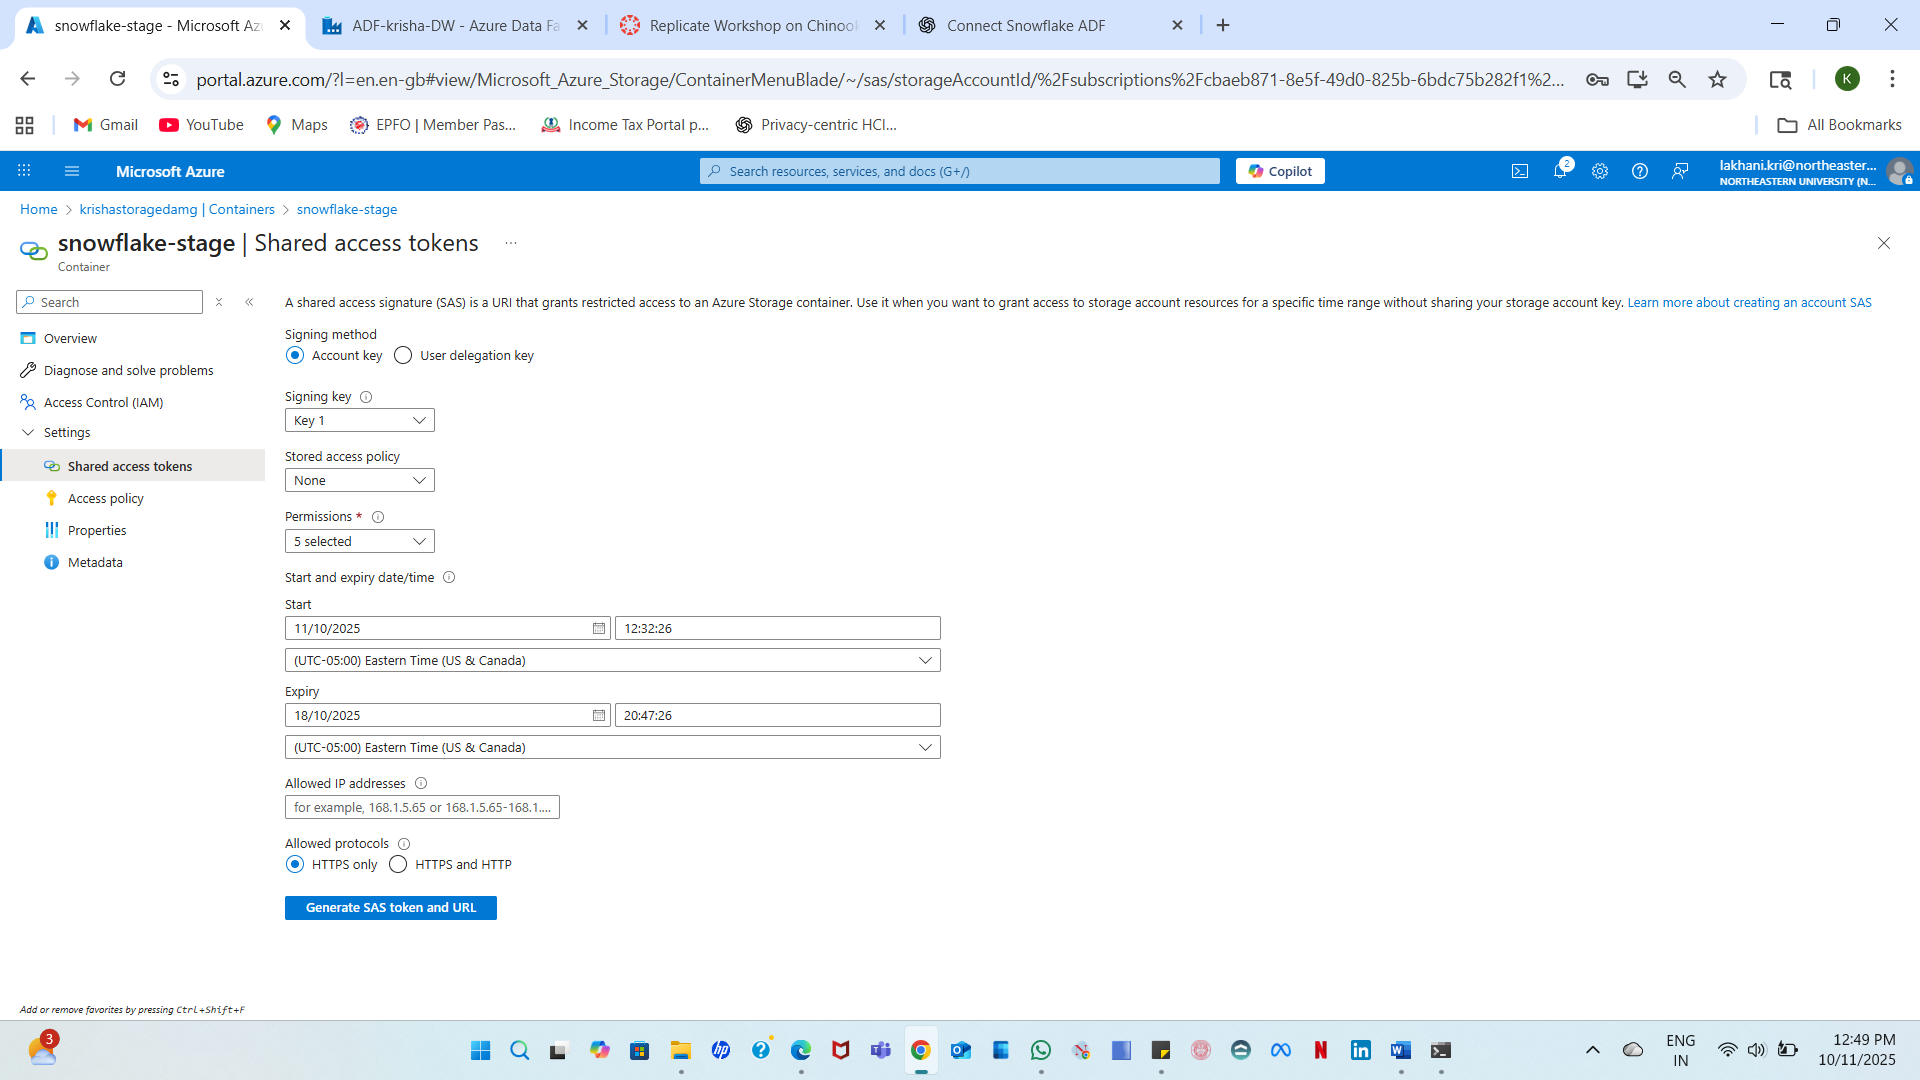 snowflake-stage - Microsoft Az
ADF-krisha-DW - Azure Data Fa
Replicate Workshop on Chinook
Connect Snowflake ADF
portal.azure.com/?l=en.en-gb#view/Microsoft_Azure_Storage/ContainerMenuBlade/~/sas/storageAccountId/%2Fsubscriptions%2Fcbaeb871-8e5f-49d0-825b-6bdc75b282f1%2...
K
Gmail
YouTube
Maps
EPFO | Member Pas...
Income Tax Portal p...
Privacy-centric HCI...
All Bookmarks
Microsoft Azure
Search resources, services, and docs (G+/)
Copilot
2
lakhani.kri@northeaster...
NORTHEASTERN UNIVERSITY (N...
Home > krishastoragedamg | Containers > snowflake-stage
snowflake-stage | Shared access tokens ...
Container
Search
Overview
Diagnose and solve problems
Access Control (IAM)
Settings
Shared access tokens
Access policy
Properties
Metadata
A shared access signature (SAS) is a URI that grants restricted access to an Azure Storage container. Use it when you want to grant access to storage account resources for a specific time range without sharing your storage account key. Learn more about creating an account SAS
Signing method
Account key
User delegation key
Signing key
Key 1
Stored access policy
None
Permissions *
5 selected
Start and expiry date/time
Start
11/10/2025
12:32:26
(UTC-05:00) Eastern Time (US & Canada)
Expiry
18/10/2025
20:47:26
(UTC-05:00) Eastern Time (US & Canada)
Allowed IP addresses
for example, 168.1.5.65 or 168.1.5.65-168.1....
Allowed protocols
HTTPS only
HTTPS and HTTP
Generate SAS token and URL
Add or remove favorites by pressing Ctrl+Shift+F
3
ENG
IN
12:49 PM
10/11/2025